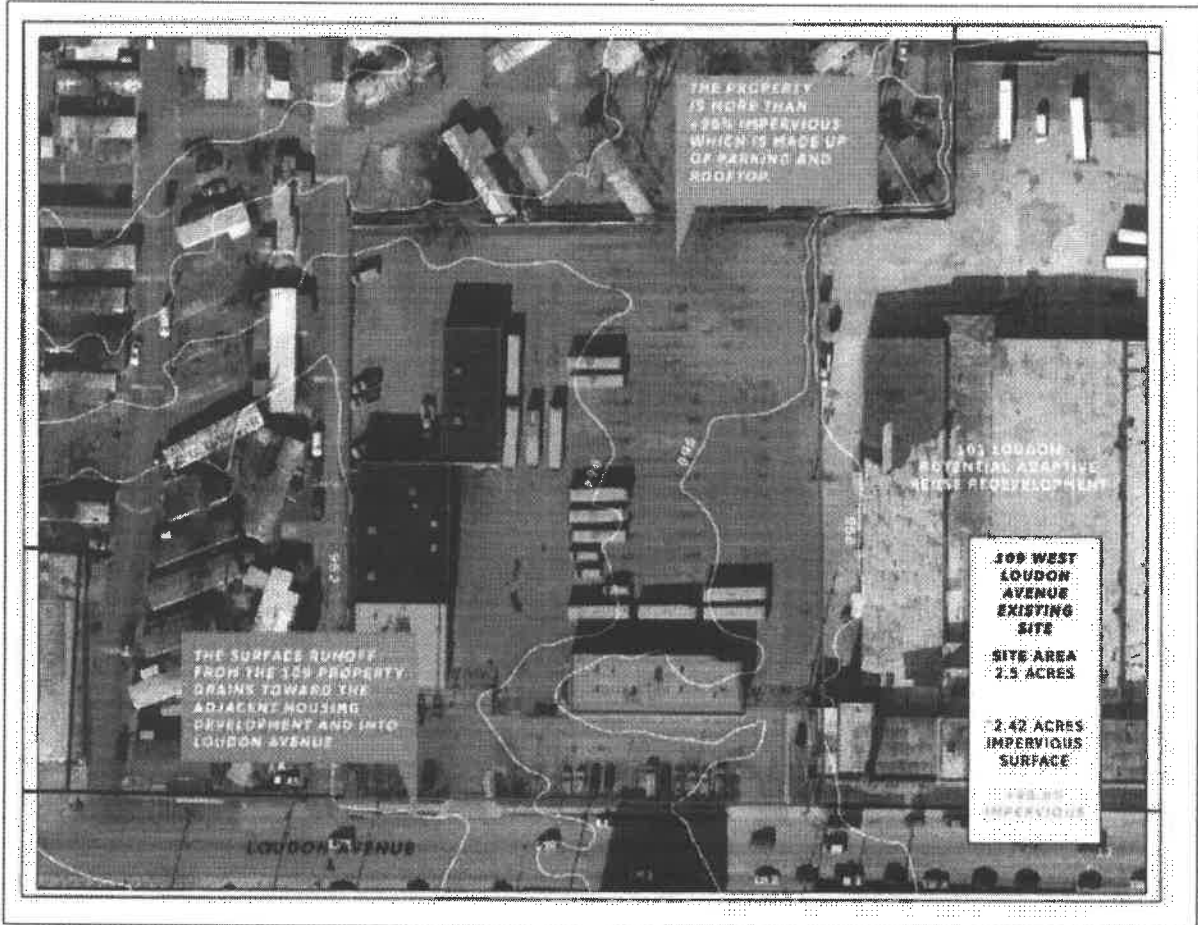 THE PROPERTY
IS MORE THAN
IMPERVIOUS
WHICH IS MADE UP
OF PARKING AND
ROOFTOP.
101 LOUDON
POTENTIAL ADAPTIVE
REUSE REDEVELOPMENT
109 WEST
LOUDON
AVENUE
EXISTING
SITE
SITE AREA
2.5 ACRES
2.42 ACRES
IMPERVIOUS
SURFACE
IMPERVIOUS
THE SURFACE RUNOFF
FROM THE 109 PROPERTY
DRAINS TOWARD THE
ADJACENT HOUSING
DEVELOPMENT AND INTO
LOUDON AVENUE
LOUDON AVENUE